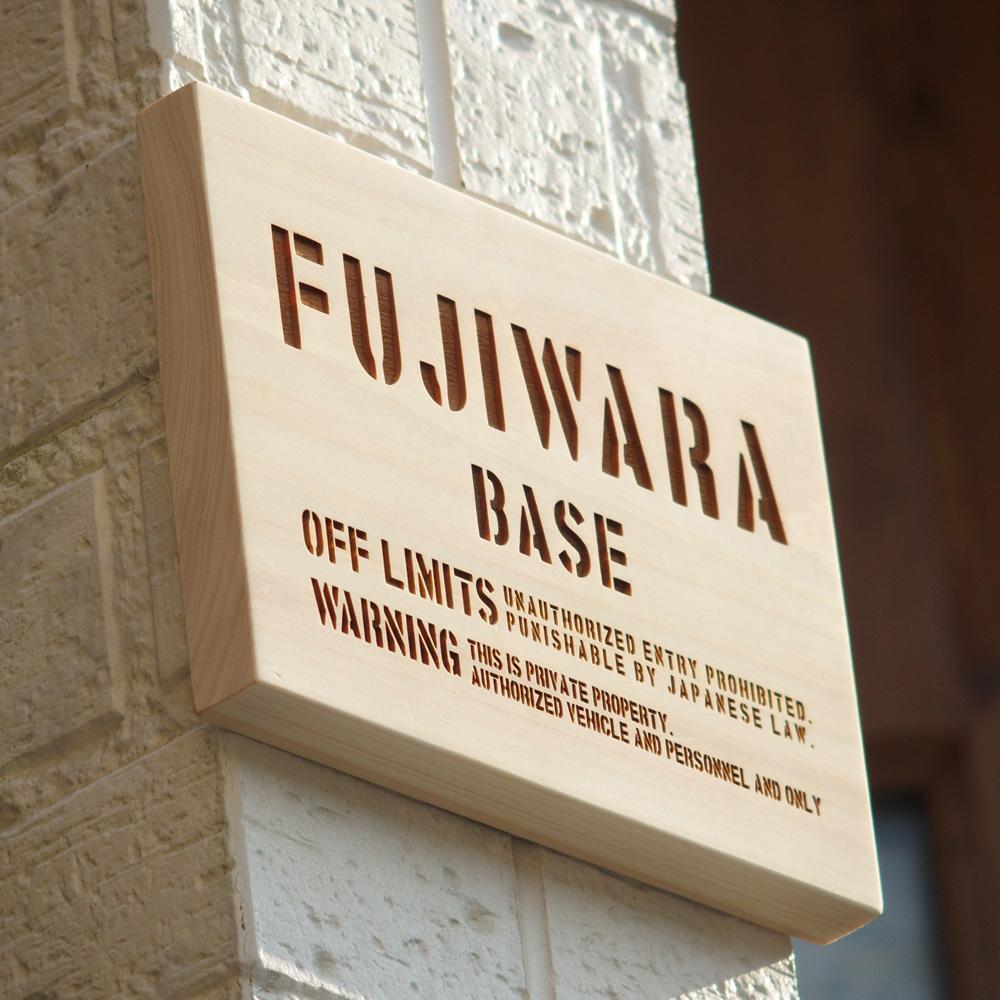 FUJIWARA
BASE
OFF LIMITS UNAUTHORIZED ENTRY PROHIBITED.
PUNISHABLE BY JAPANESE LAW.
WARNING THIS IS PRIVATE PROPERTY.
AUTHORIZED VEHICLE AND PERSONNEL AND ONLY